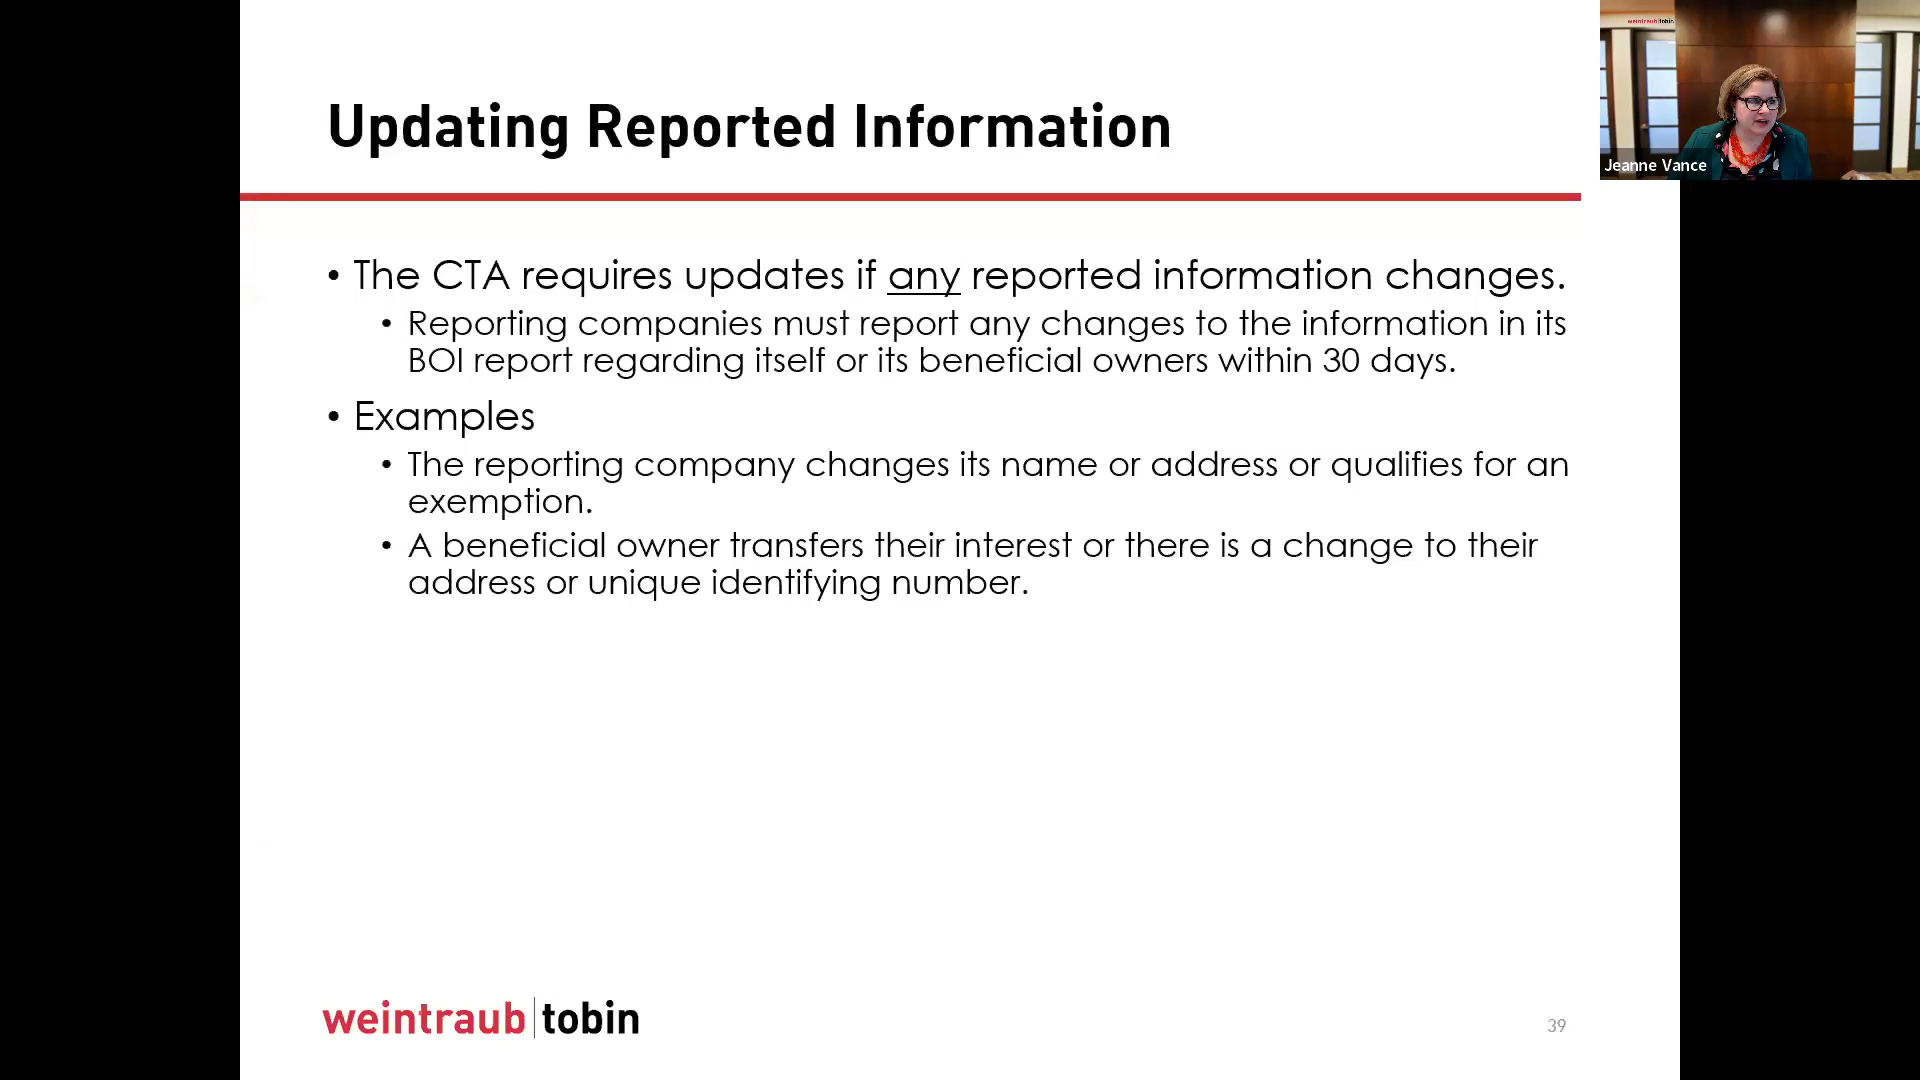 weintraub tobin
Jeanne Vance
Updating Reported Information
• The CTA requires updates if any reported information changes.
• Reporting companies must report any changes to the information in its
BOI report regarding itself or its beneficial owners within 30 days.
• Examples
• The reporting company changes its name or address or qualifies for an
exemption.
• A beneficial owner transfers their interest or there is a change to their
address or unique identifying number.
weintraub tobin
39